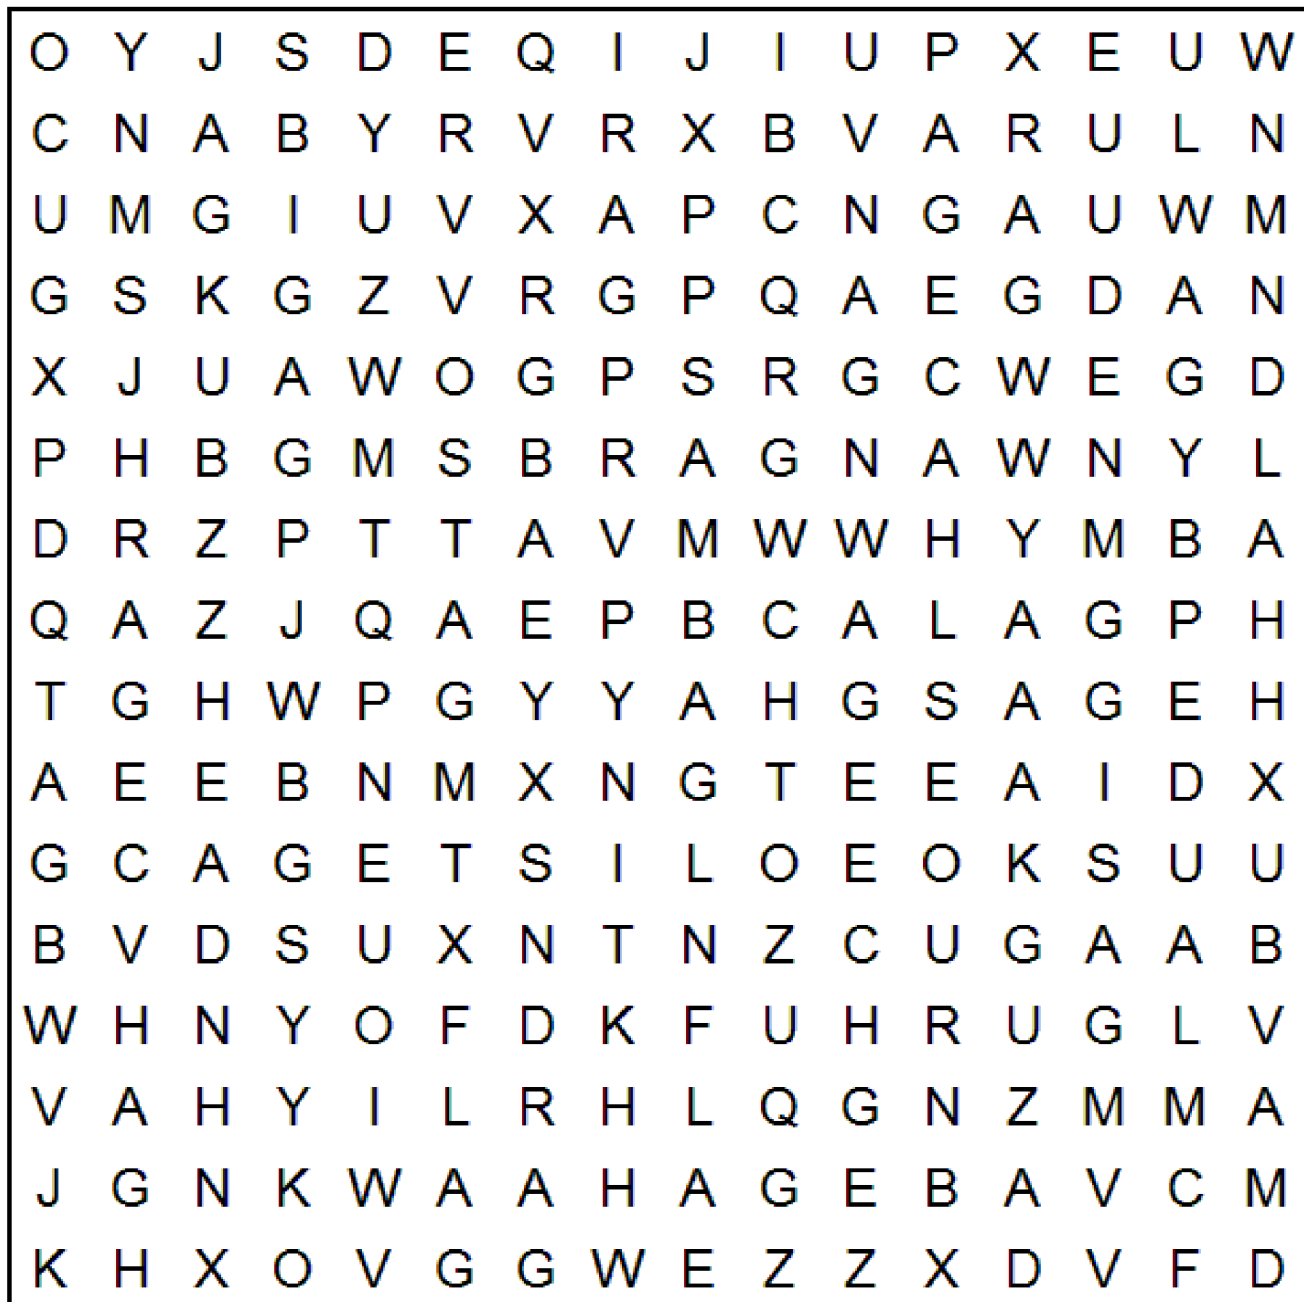 O Y J S D E Q I J I U P X E U W
C N A B Y R V R X B V A R U L N
U M G I U V X A P C N G A U W M
G S K G Z V R G P Q A E G D A N
X J U A W O G P S R G C W E G D
P H B G M S B R A G N A W N Y L
D R Z P T T A V M W W H Y M B A
Q A Z J Q A E P B C A L A G P H
T G H W P G Y Y A H G S A G E H
A E E B N M X N G T E E A I D X
G C A G E T S I L O E O K S U U
B V D S U X N T N Z C U G A A B
W H N Y O F D K F U H R U G L V
V A H Y I L R H L Q G N Z M M A
J G N K W A A H A G E B A V C M
K H X O V G G W E Z Z X D V F D